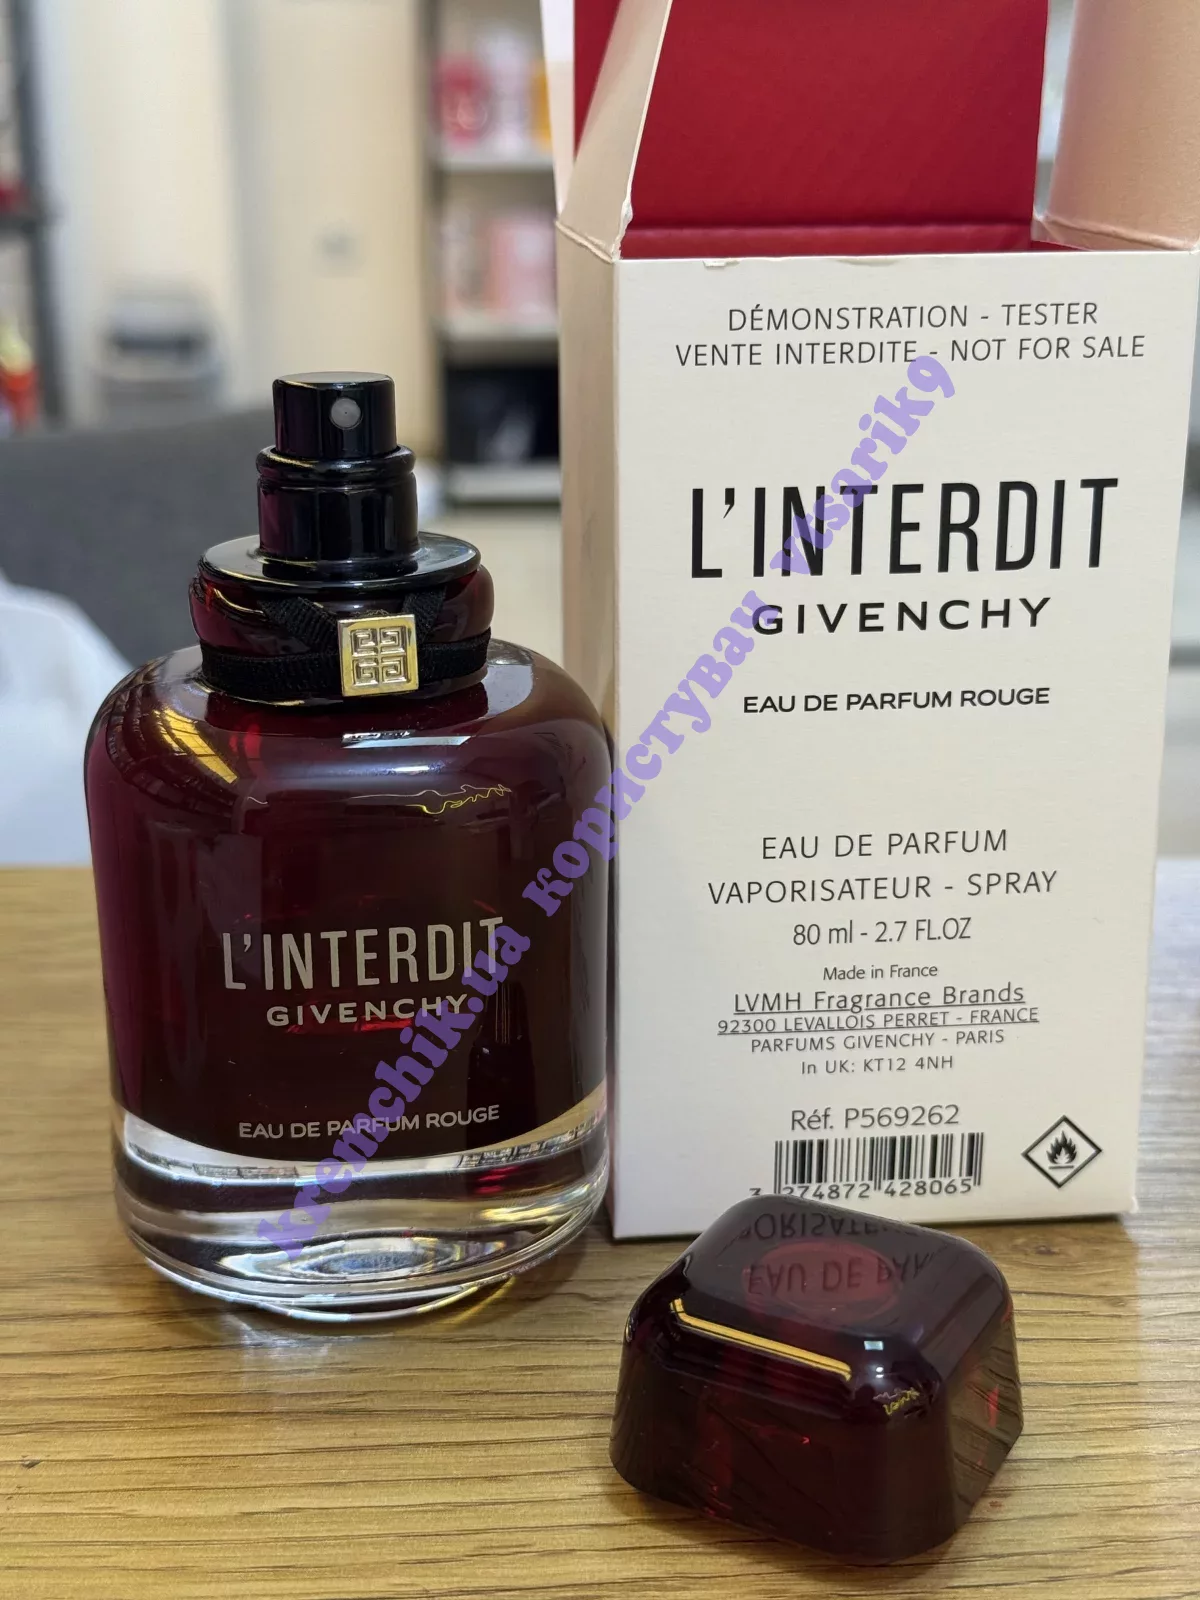 DÉMONSTRATION - TESTER
VENTE INTERDITE - NOT FOR SALE
L'INTERDIT
GIVENCHY
EAU DE PARFUM ROUGE
EAU DE PARFUM
VAPORISATEUR - SPRAY
80 ml - 2.7 FL.OZ
Made in France
LVMH Fragrance Brands
92300 LEVALLOIS PERRET - FRANCE
PARFUMS GIVENCHY - PARIS
In UK: KT12 4NH
Réf. P569262
3 274872 428065
L'INTERDIT
GIVENCHY
EAU DE PARFUM ROUGE
kremchik.ua користувач vtsarik9